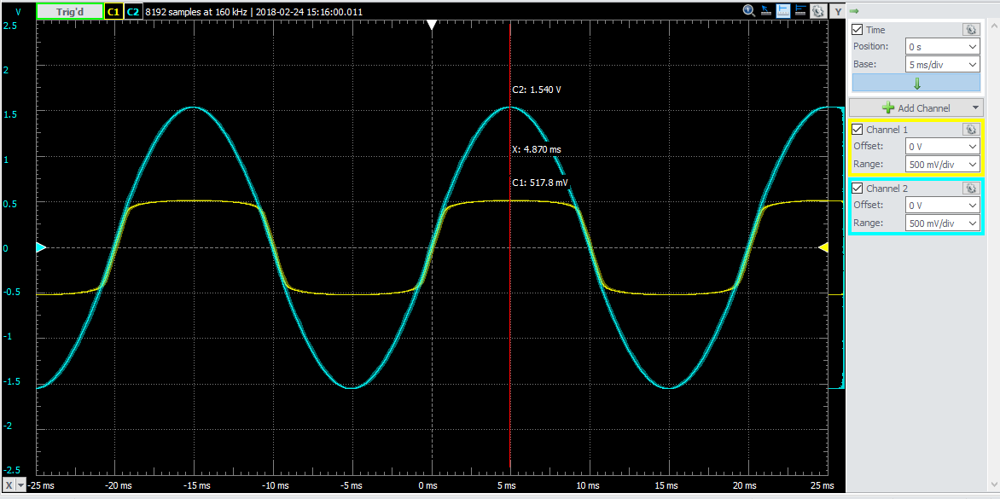 V Trig'd C1 C2 8192 samples at 160 kHz | 2018-02-24 15:16:00.011 Y
2.5
2
1.5
1
0.5
0
-0.5
-1
-1.5
-2
-2.5
C2: 1.540 V
X: 4.870 ms
C1: 517.8 mV
X -25 ms -20 ms -15 ms -10 ms -5 ms 0 ms 5 ms 10 ms 15 ms 20 ms 25 ms
Time
Position: 0 s
Base: 5 ms/div
Add Channel
Channel 1
Offset: 0 V
Range: 500 mV/div
Channel 2
Offset: 0 V
Range: 500 mV/div